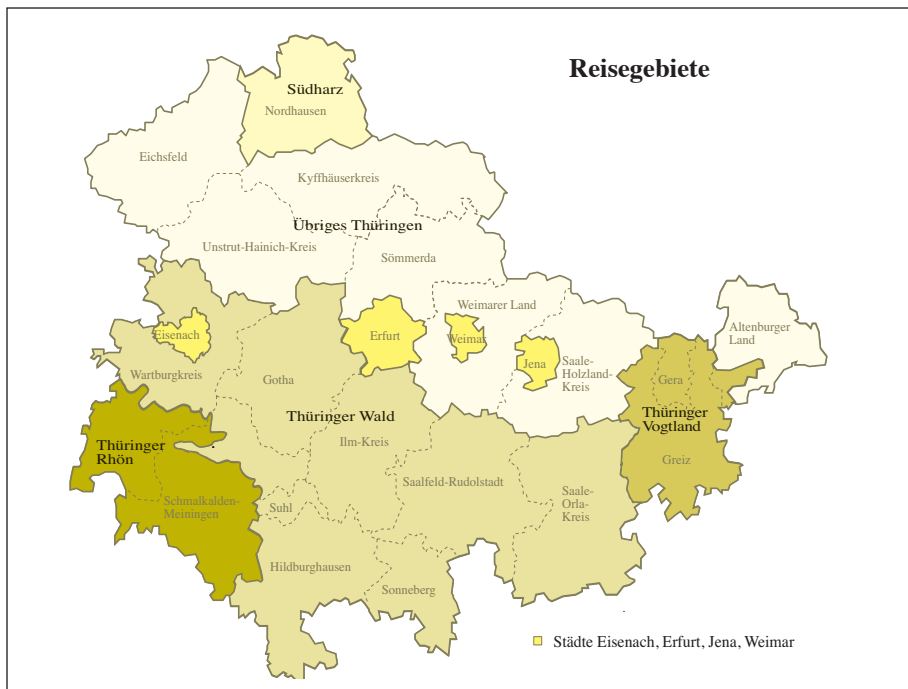 Reisegebiete
Südharz
Nordhausen
Eichsfeld
Kyffhäuserkreis
Übriges Thüringen
Unstrut-Hainich-Kreis
Sömmerda
Weimarer Land
Altenburger
Land
Eisenach
Erfurt
Weimar
Jena
Saale-
Holzland-
Kreis
Wartburgkreis
Gotha
Gera
Thüringer Wald
Thüringer
Vogtland
Ilm-Kreis
Thüringer
Rhön
Greiz
Saalfeld-Rudolstadt
Schmalkalden-
Meiningen
Suhl
Saale-
Orla-
Kreis
Hildburghausen
Sonneberg
Städte Eisenach, Erfurt, Jena, Weimar